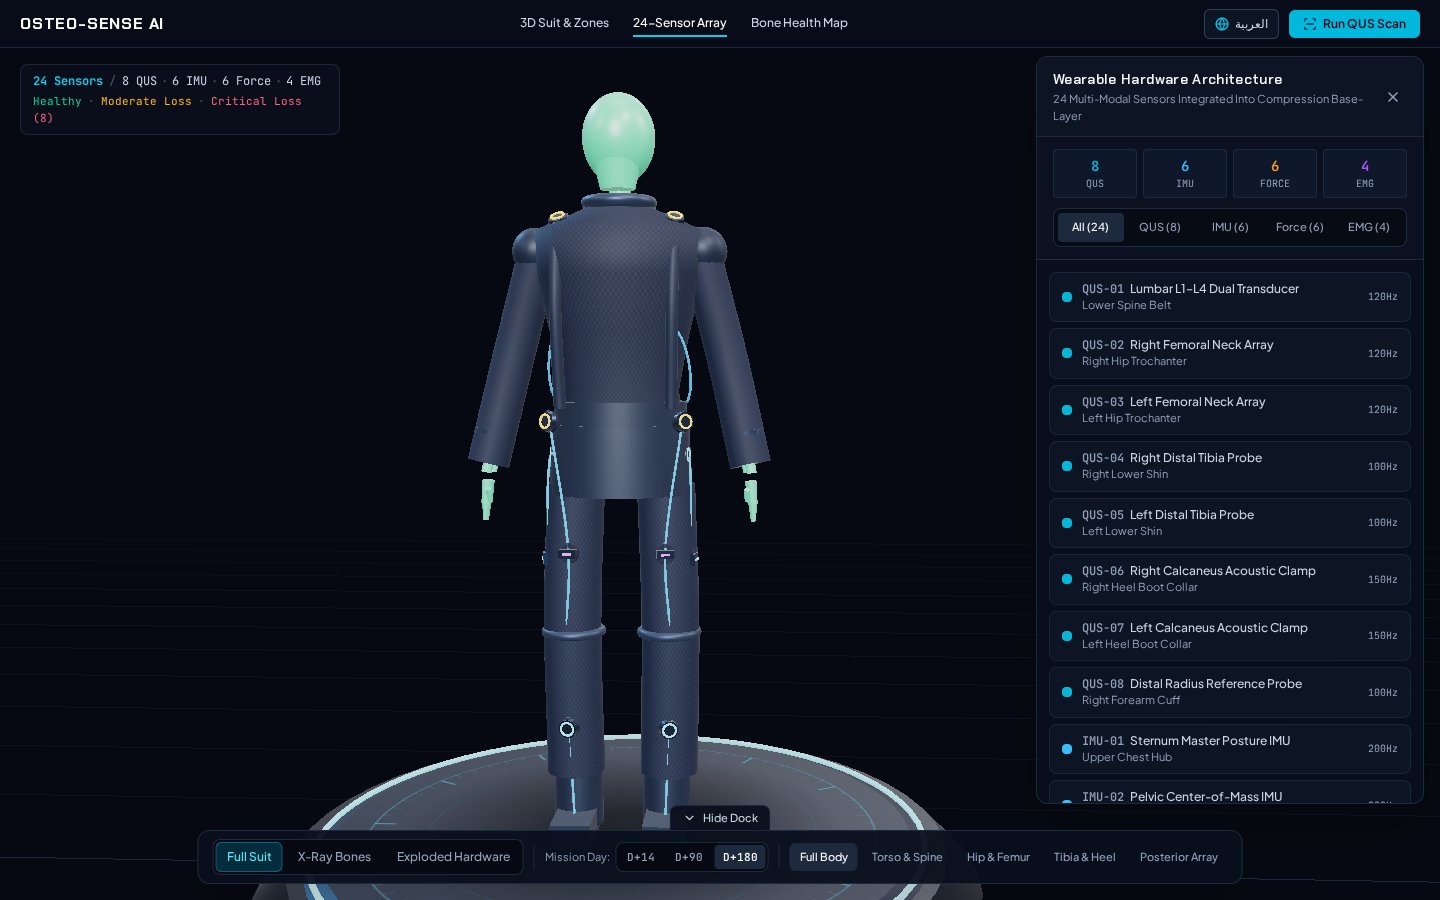 OSTEO-SENSE AI
3D Suit & Zones
24-Sensor Array
Bone Health Map
العربية
Run QUS Scan
24 Sensors / 8 QUS · 6 IMU · 6 Force · 4 EMG
Healthy · Moderate Loss · Critical Loss
(8)
Wearable Hardware Architecture
24 Multi-Modal Sensors Integrated Into Compression Base-
Layer
8
QUS
6
IMU
6
FORCE
4
EMG
All (24)
QUS (8)
IMU (6)
Force (6)
EMG (4)
QUS-01 Lumbar L1-L4 Dual Transducer
Lower Spine Belt
120Hz
QUS-02 Right Femoral Neck Array
Right Hip Trochanter
120Hz
QUS-03 Left Femoral Neck Array
Left Hip Trochanter
120Hz
QUS-04 Right Distal Tibia Probe
Right Lower Shin
100Hz
QUS-05 Left Distal Tibia Probe
Left Lower Shin
100Hz
QUS-06 Right Calcaneus Acoustic Clamp
Right Heel Boot Collar
150Hz
QUS-07 Left Calcaneus Acoustic Clamp
Left Heel Boot Collar
150Hz
QUS-08 Distal Radius Reference Probe
Right Forearm Cuff
100Hz
IMU-01 Sternum Master Posture IMU
Upper Chest Hub
200Hz
IMU-02 Pelvic Center-of-Mass IMU
Hide Dock
Full Suit
X-Ray Bones
Exploded Hardware
Mission Day:
D+14
D+90
D+180
Full Body
Torso & Spine
Hip & Femur
Tibia & Heel
Posterior Array